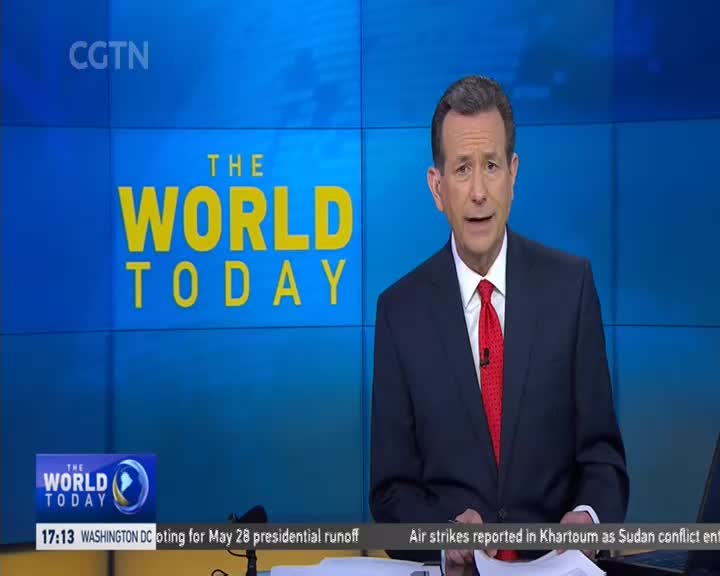 CGTN
THE
WORLD
TODAY
THE
WORLD
TODAY
17:13 WASHINGTON DC oting for May 28 presidential runoff Air strikes reported in Khartoum as Sudan conflict ent